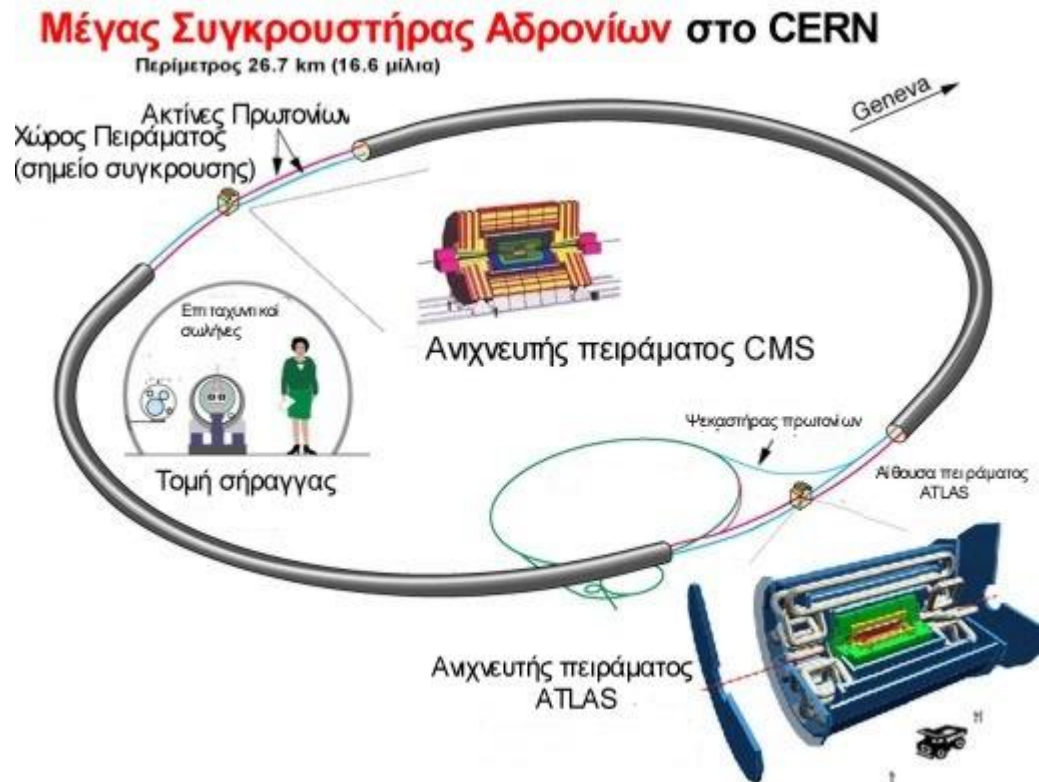 Μέγας Συγκρουστήρας Αδρονίων στο CERN
Περίμετρος 26.7 km (16.6 μίλια)
Geneva
Ακτίνες Πρωτονίων
Χώρος Πειράματος
(σημείο συγκρουσης)
Επιταχυντικοί
σωλήνες
Ανιχνευτής πειράματος CMS
Τομή σήραγγας
Ψεκαστήρας πρωτονίων
Αίθουσα πειράματος
ATLAS
Ανιχνευτής πειράματος
ATLAS